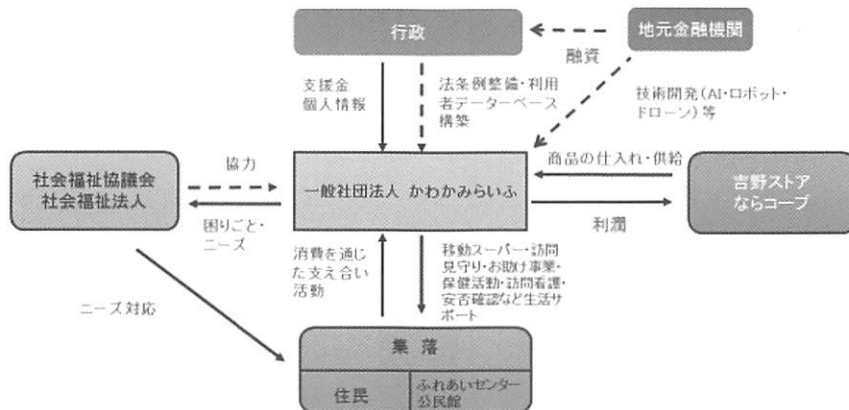 行政
地元金融機関
融資
支援金
個人情報
法条例整備・利用
者データーベース
構築
技術開発（AI・ロボット・
ドローン）等
社会福祉協議会
社会福祉法人
協力
一般社団法人 かわかみらいふ
商品の仕入れ・供給
吉野ストア
ならコープ
困りごと・
ニーズ
利潤
消費を通じ
た支え合い
活動
移動スーパー・訪問
見守り・お助け事業・
保健活動・訪問看護・
安否確認など生活サ
ポート
ニーズ対応
集 落
住民
ふれあいセンター
公民館